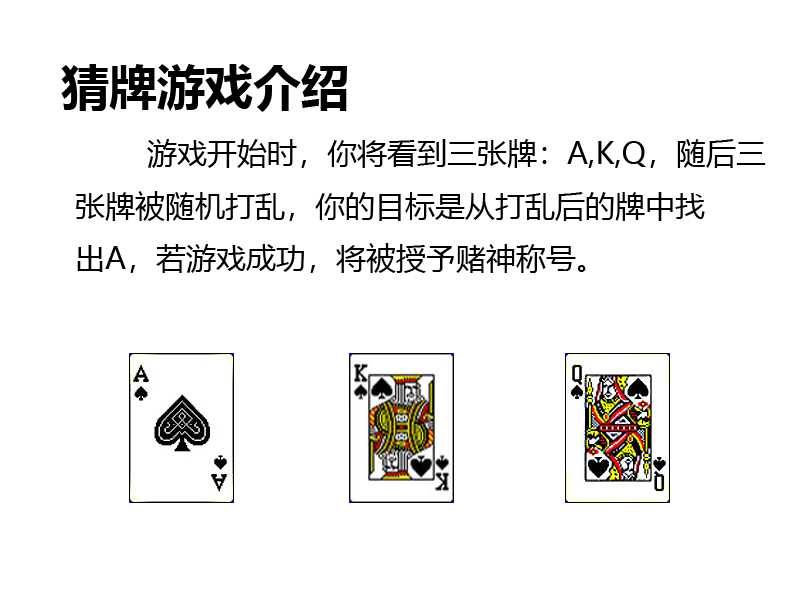 猜牌游戏介绍
游戏开始时，你将看到三张牌：A,K,Q，随后三
张牌被随机打乱，你的目标是从打乱后的牌中找
出A，若游戏成功，将被授予赌神称号。
A
A
K
K
Q
Q